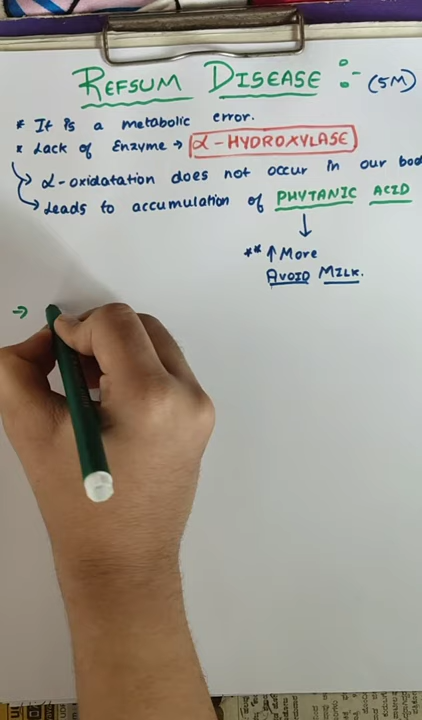 REFSUM DISEASE :- (5M)
* It is a metabolic error.
* Lack of Enzyme → α-HYDROXYLASE
α-oxidatation does not occur in our bod
Leads to accumulation of PHYTANIC ACID
** ↑ More
AVOID MILK.